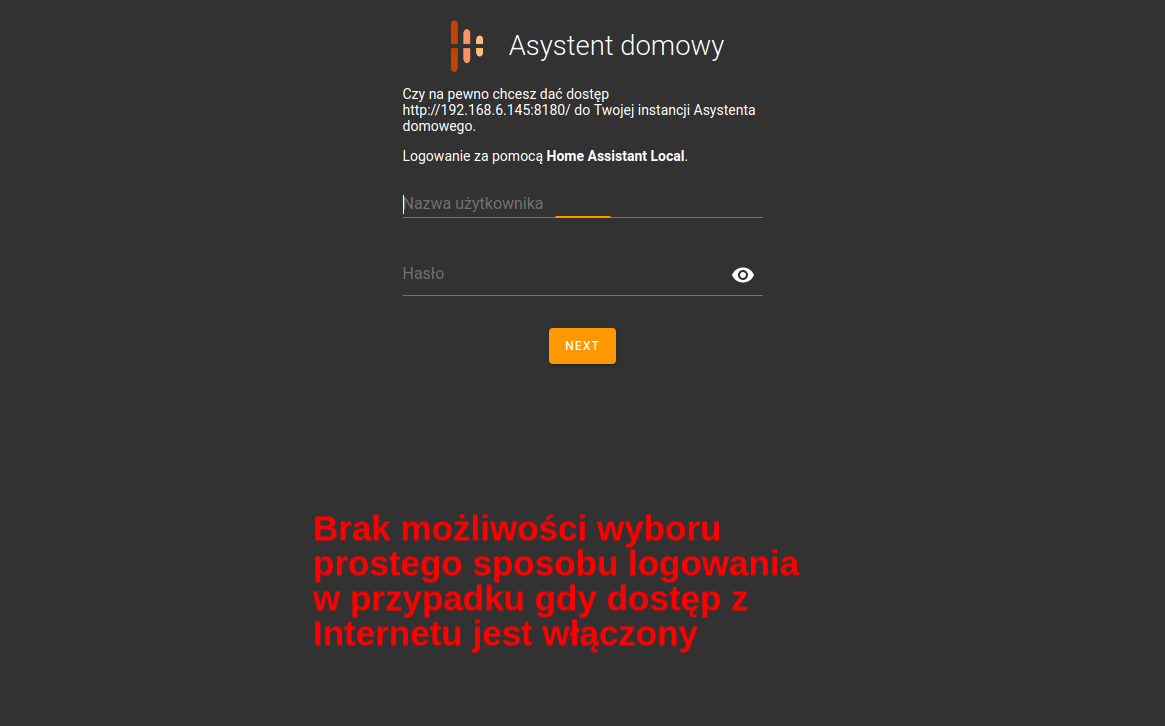 Asystent domowy
Czy na pewno chcesz dać dostęp
http://192.168.6.145:8180/ do Twojej instancji Asystenta
domowego.
Logowanie za pomocą Home Assistant Local.
Nazwa użytkownika
Hasło
NEXT
Brak możliwości wyboru
prostego sposobu logowania
w przypadku gdy dostęp z
Internetu jest włączony